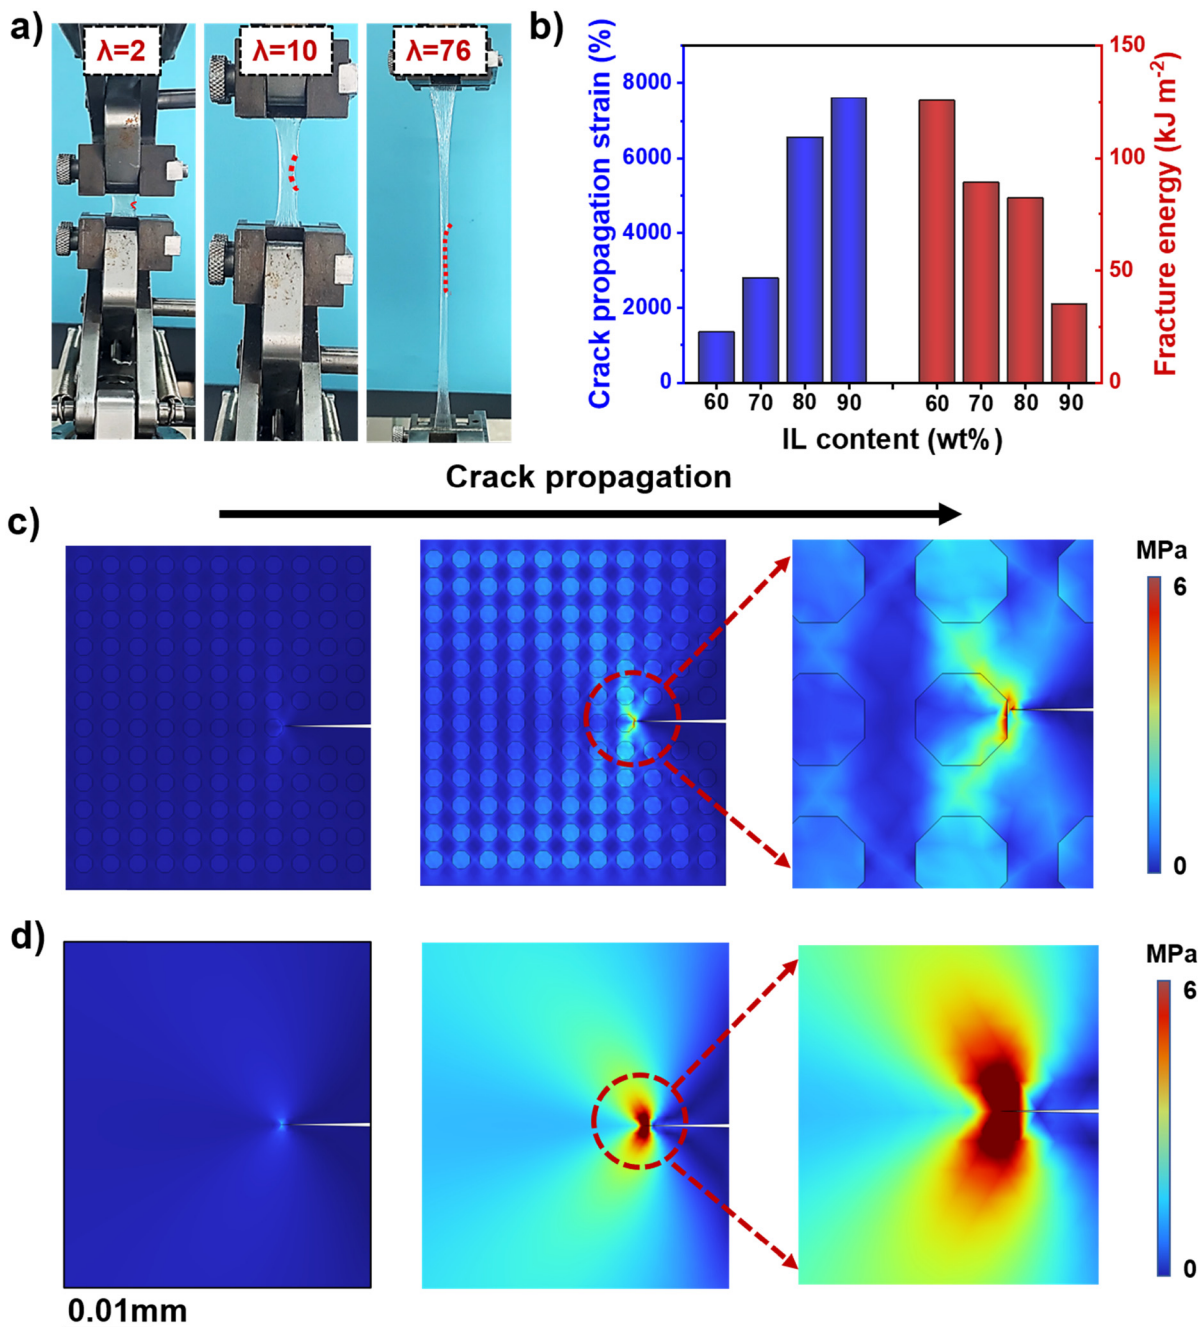 a)
λ=2
λ=10
λ=76
b)
Crack propagation strain (%)
8000
6000
4000
2000
0
150
100
50
0
Fracture energy (kJ m⁻²)
60 70 80 90 60 70 80 90
IL content (wt%)
Crack propagation
c)
MPa
6
0
d)
MPa
6
0
0.01mm